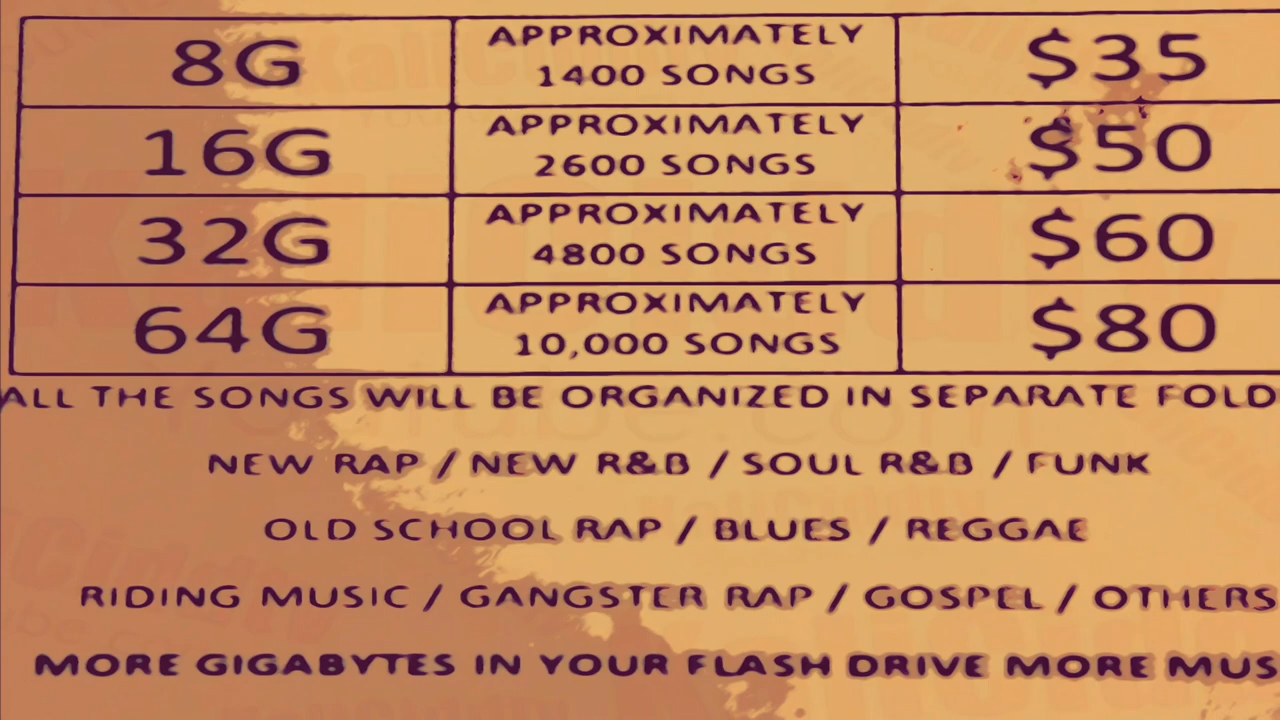 8G APPROXIMATELY 1400 SONGS $35
16G APPROXIMATELY 2600 SONGS $50
32G APPROXIMATELY 4800 SONGS $60
64G APPROXIMATELY 10,000 SONGS $80
ALL THE SONGS WILL BE ORGANIZED IN SEPARATE FOLD
NEW RAP / NEW R&B / SOUL R&B / FUNK
OLD SCHOOL RAP / BLUES / REGGAE
RIDING MUSIC / GANGSTER RAP / GOSPEL / OTHERS
MORE GIGABYTES IN YOUR FLASH DRIVE MORE MUS